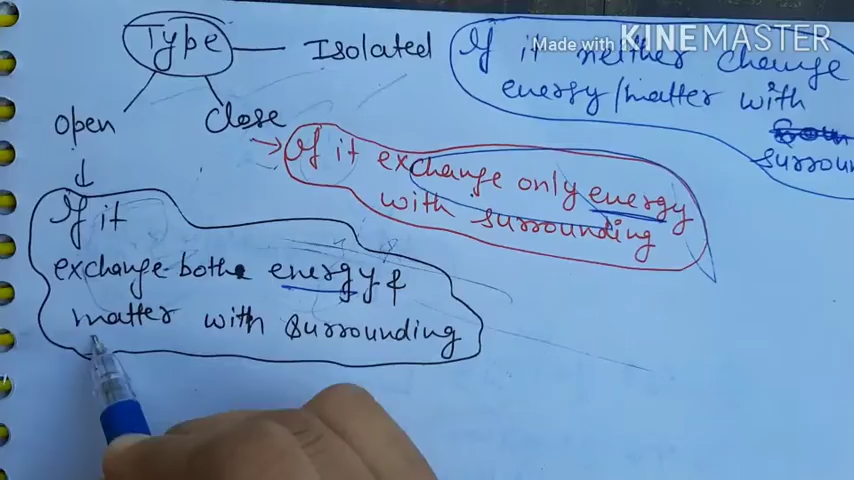 Type
Isolated
If it neither change
energy/matter with
surroun
Made with KINEMASTER
open
close
If it exchange only energy
with surrounding
If it
exchange both energy &
matter with surrounding